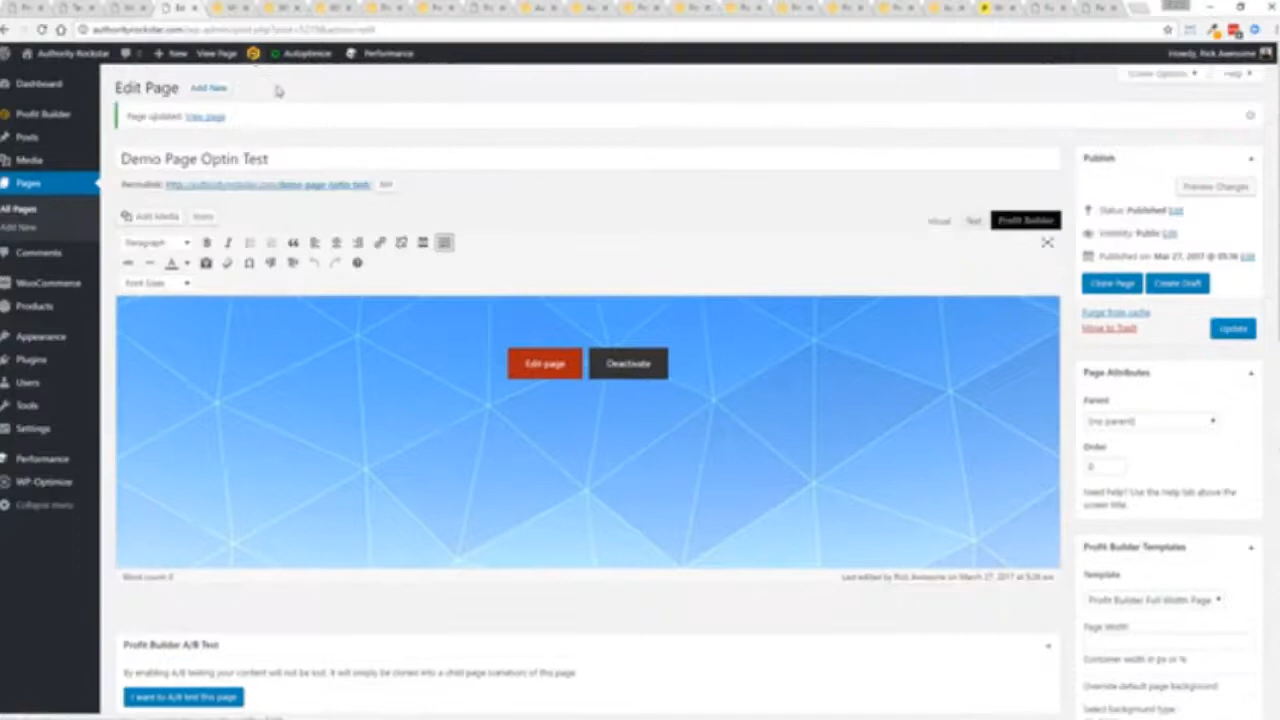 authorityrockstar.com
Authority Rockstar
New
View Page
Autoptimize
Performance
Howdy, Rick Awesome
Dashboard
Profit Builder
Posts
Media
Pages
All Pages
Add New
Comments
WooCommerce
Products
Appearance
Plugins
Users
Tools
Settings
Performance
WP-Optimize
Collapse menu
Edit Page Add New
Screen Options
Help
Page updated. View page
Demo Page Optin Test
Permalink: http://authorityrockstar.com/demo-page-optin-test/ Edit
Add Media
Visual Text Profit Builder
Paragraph
Font Sizes
Edit page Deactivate
Word count: 0
Last edited by Rick Awesome on March 27, 2017 at 5:26 am
Profit Builder A/B Test
By enabling A/B testing your content will not be lost, it will simply be cloned into a child page (variation) of this page
I want to A/B test this page
Publish
Preview Changes
Status: Published Edit
Visibility: Public Edit
Published on: Mar 27, 2017 @ Edit
Clone Page Create Draft
Purge from cache
Move to Trash
Update
Page Attributes
Parent
(no parent)
Order
0
Need help? Use the Help tab above the
screen title.
Profit Builder Templates
Template
Profit Builder Full Width Page
Page Width
Container width in px or %
Override default page background
Select background type